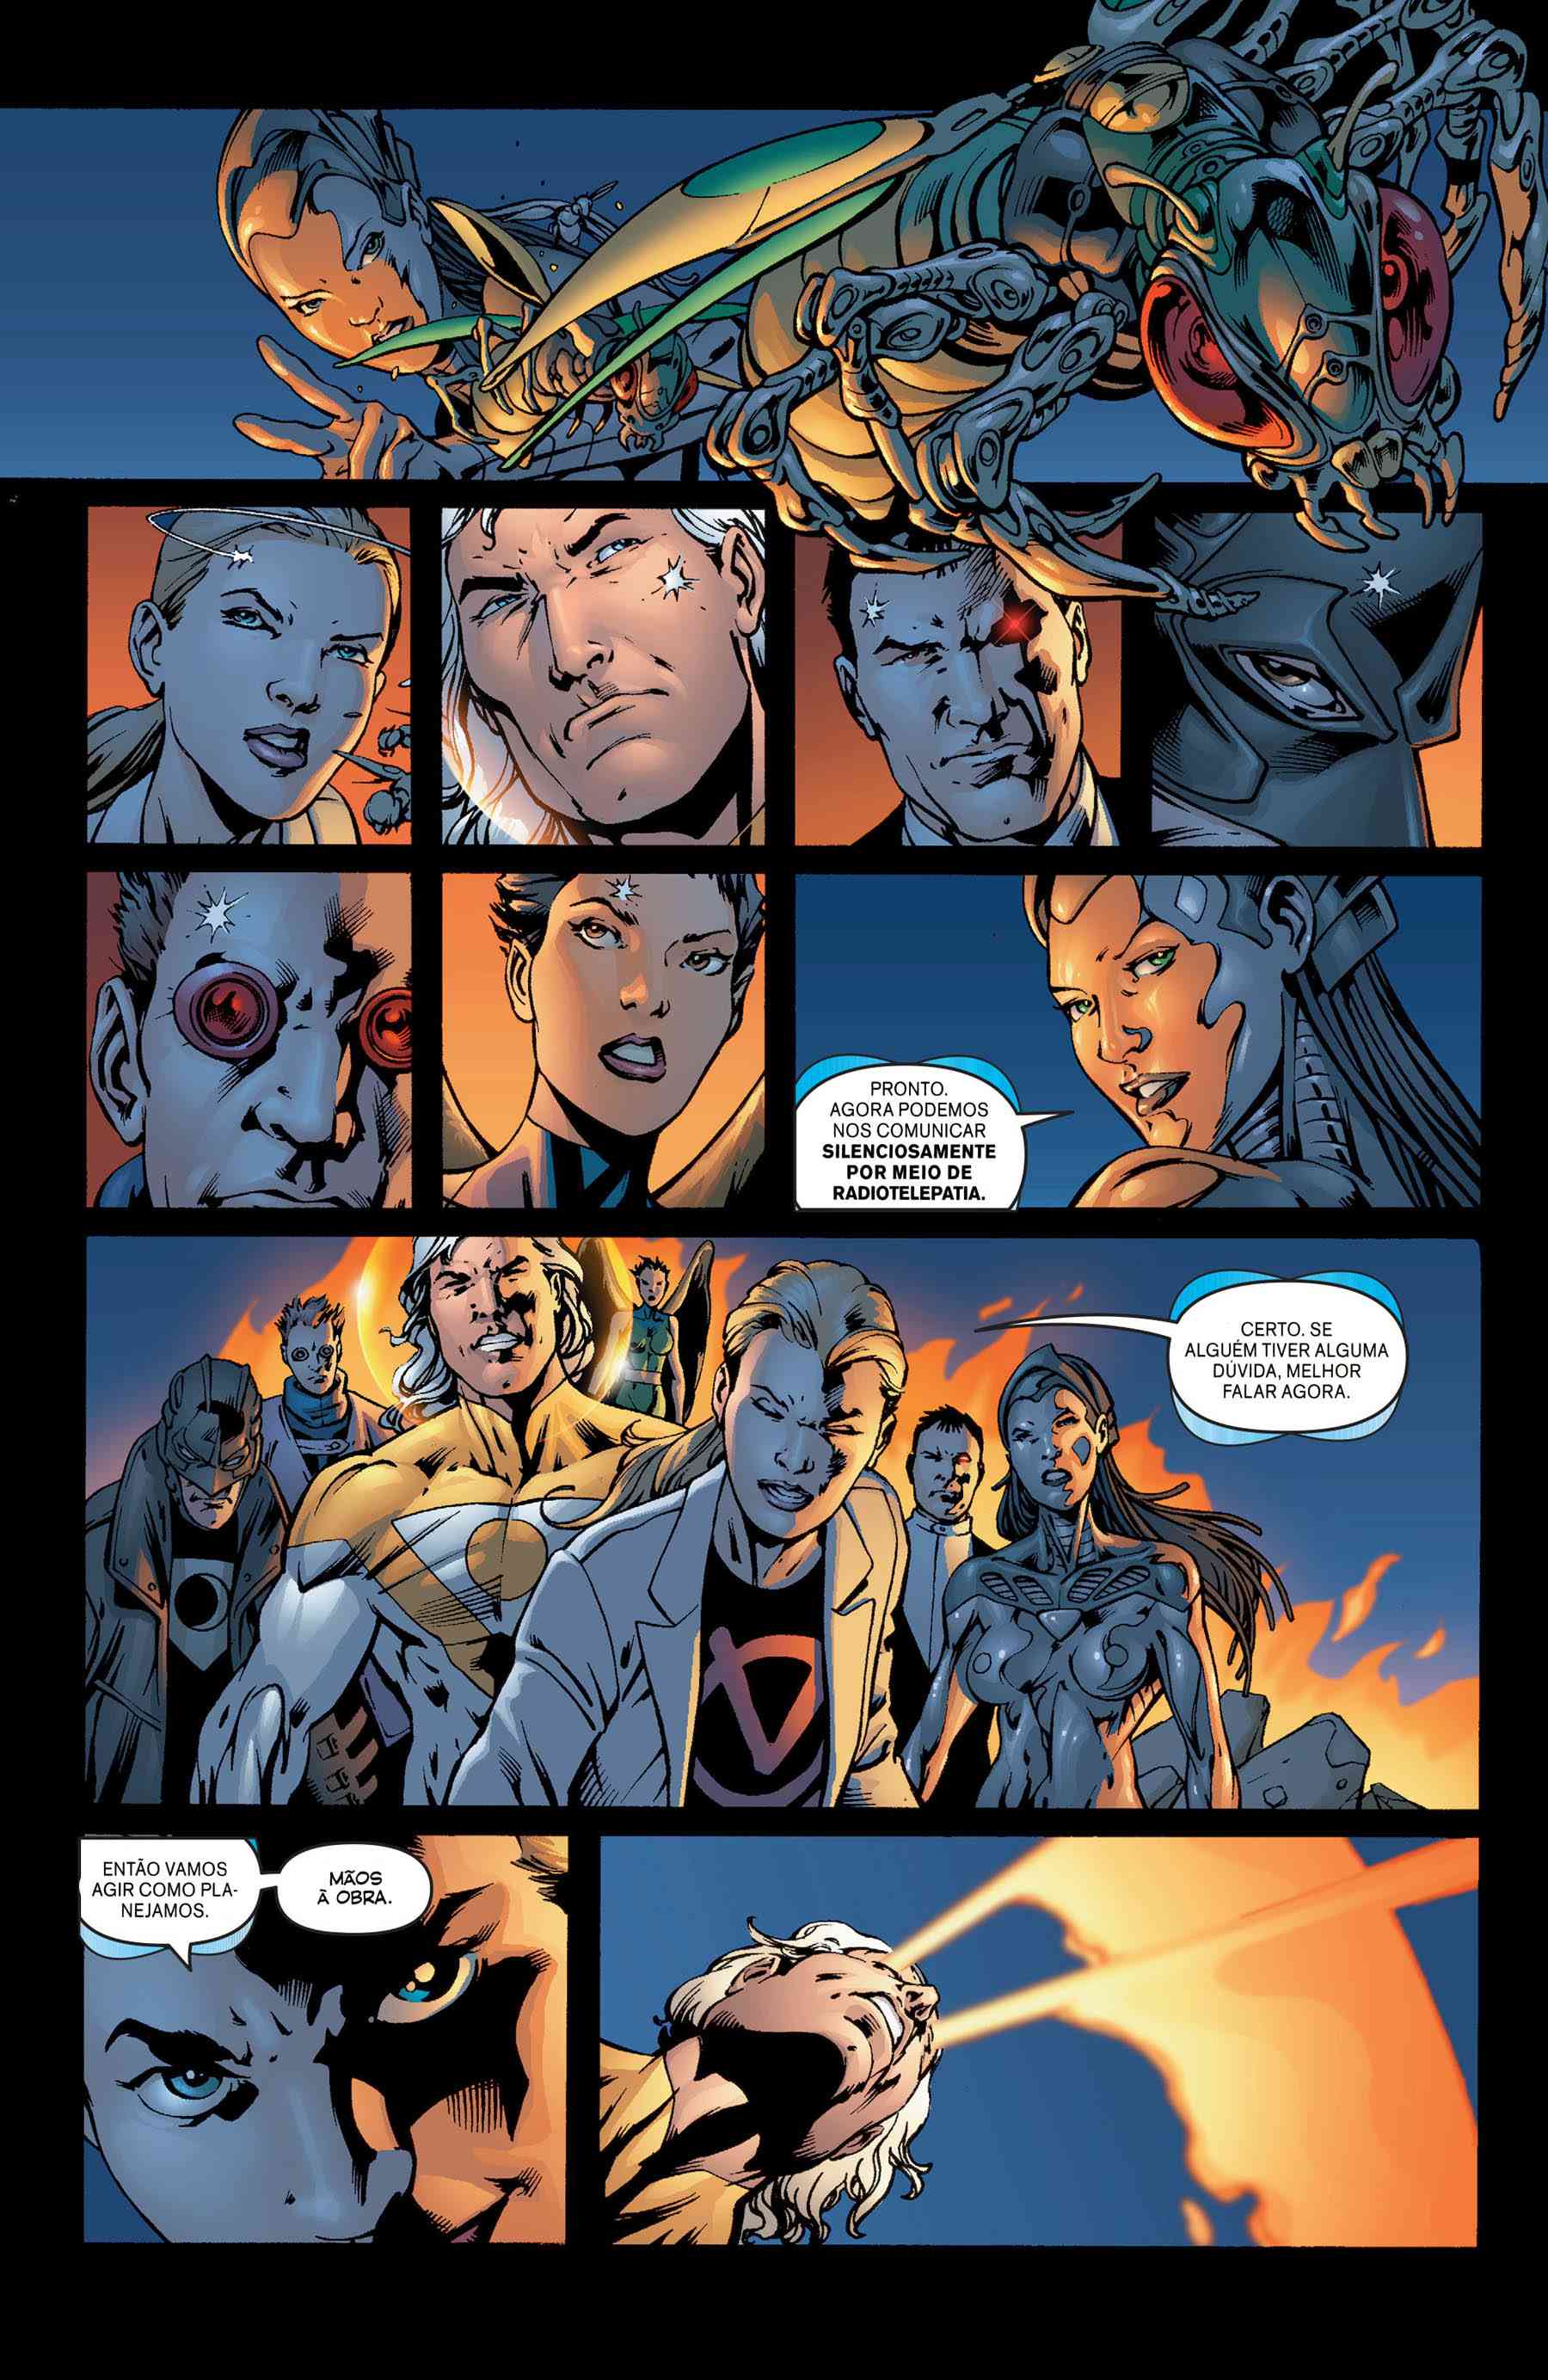 PRONTO.
AGORA PODEMOS
NOS COMUNICAR
SILENCIOSAMENTE
POR MEIO DE
RADIOTELEPATIA.
CERTO. SE
ALGUÉM TIVER ALGUMA
DÚVIDA, MELHOR
FALAR AGORA.
ENTÃO VAMOS
AGIR COMO PLA-
NEJAMOS.
MÃOS
À OBRA.